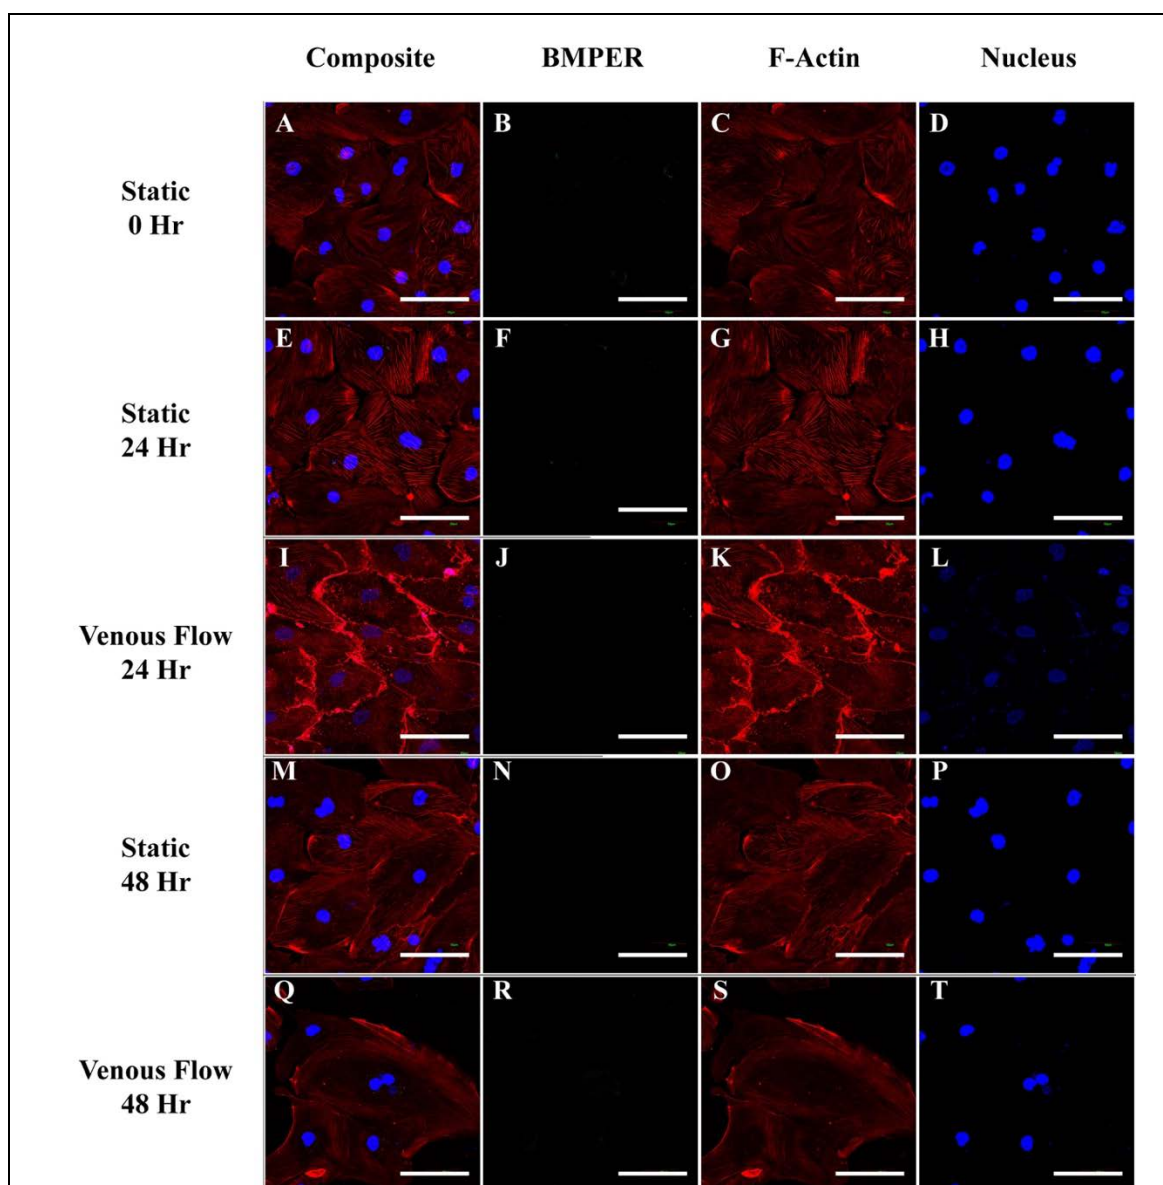 Composite BMPER F-Actin Nucleus
A B C D
Static
0 Hr
E F G H
Static
24 Hr
I J K L
Venous Flow
24 Hr
M N O P
Static
48 Hr
Q R S T
Venous Flow
48 Hr